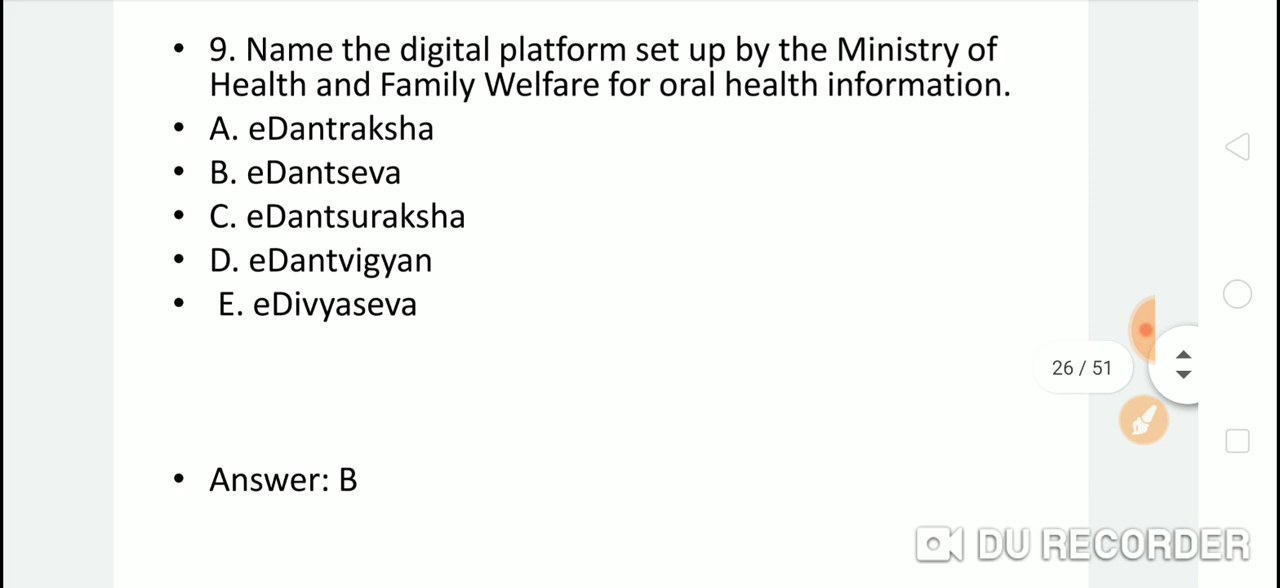 • 9. Name the digital platform set up by the Ministry of
Health and Family Welfare for oral health information.
• A. eDantraksha
• B. eDantseva
• C. eDantsuraksha
• D. eDantvigyan
• E. eDivyaseva
26 / 51
• Answer: B
DU RECORDER